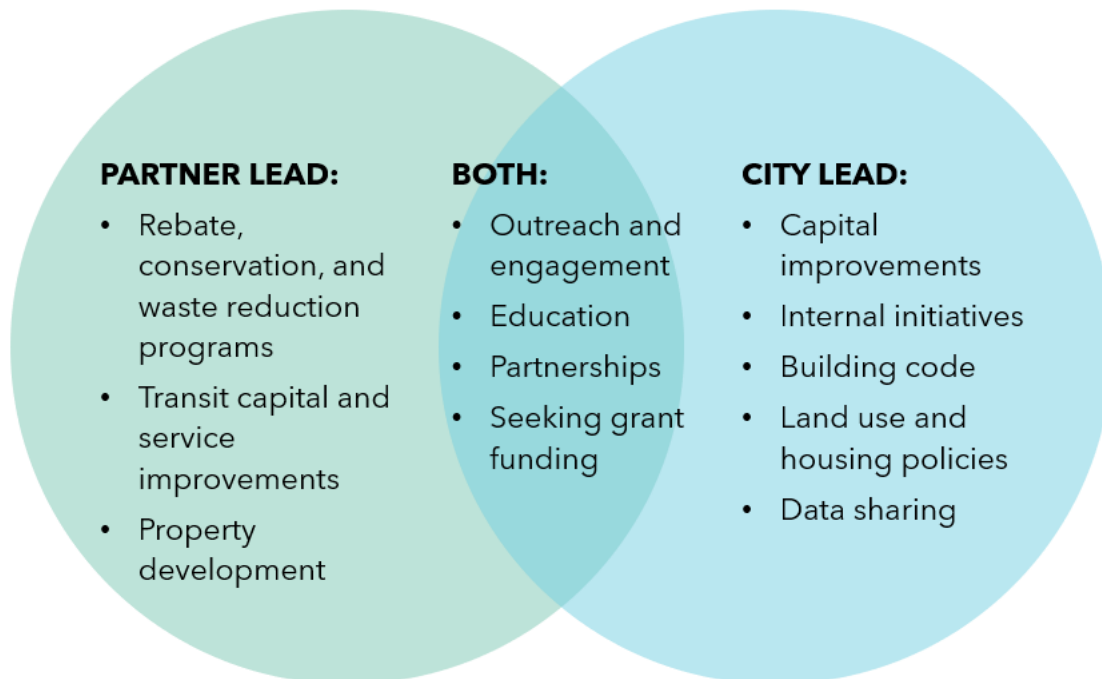 PARTNER LEAD:
• Rebate,
conservation, and
waste reduction
programs
• Transit capital and
service
improvements
• Property
development
BOTH:
• Outreach and
engagement
• Education
• Partnerships
• Seeking grant
funding
CITY LEAD:
• Capital
improvements
• Internal initiatives
• Building code
• Land use and
housing policies
• Data sharing